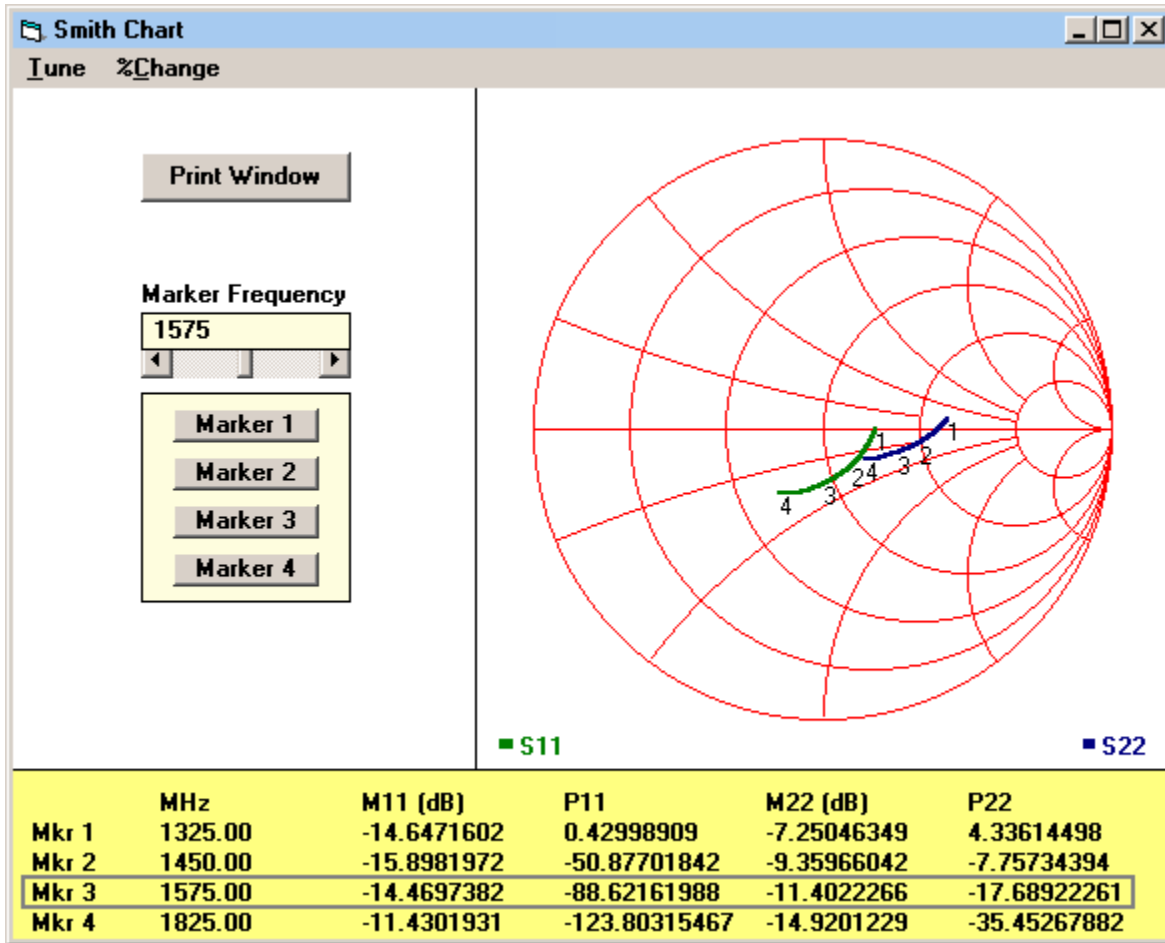 Smith Chart
Tune %Change
Print Window
Marker Frequency
1575
Marker 1
Marker 2
Marker 3
Marker 4
1 1
2 4 3 2
3
4
S11 S22
MHz M11 (dB) P11 M22 (dB) P22
Mkr 1 1325.00 -14.6471602 0.42998909 -7.25046349 4.33614498
Mkr 2 1450.00 -15.8981972 -50.87701842 -9.35966042 -7.75734394
Mkr 3 1575.00 -14.4697382 -88.62161988 -11.4022266 -17.68922261
Mkr 4 1825.00 -11.4301931 -123.80315467 -14.9201229 -35.45267882